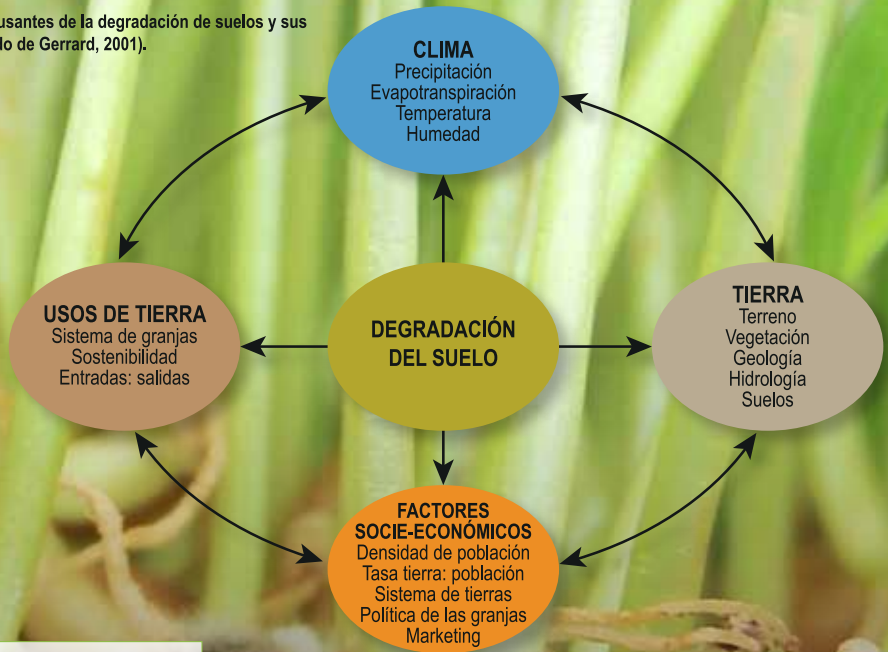 usantes de la degradación de suelos y sus
do de Gerrard, 2001).
CLIMA
Precipitación
Evapotranspiración
Temperatura
Humedad
USOS DE TIERRA
Sistema de granjas
Sostenibilidad
Entradas: salidas
DEGRADACIÓN
DEL SUELO
TIERRA
Terreno
Vegetación
Geología
Hidrología
Suelos
FACTORES
SOCIE-ECONÓMICOS
Densidad de población
Tasa tierra: población
Sistema de tierras
Política de las granjas
Marketing